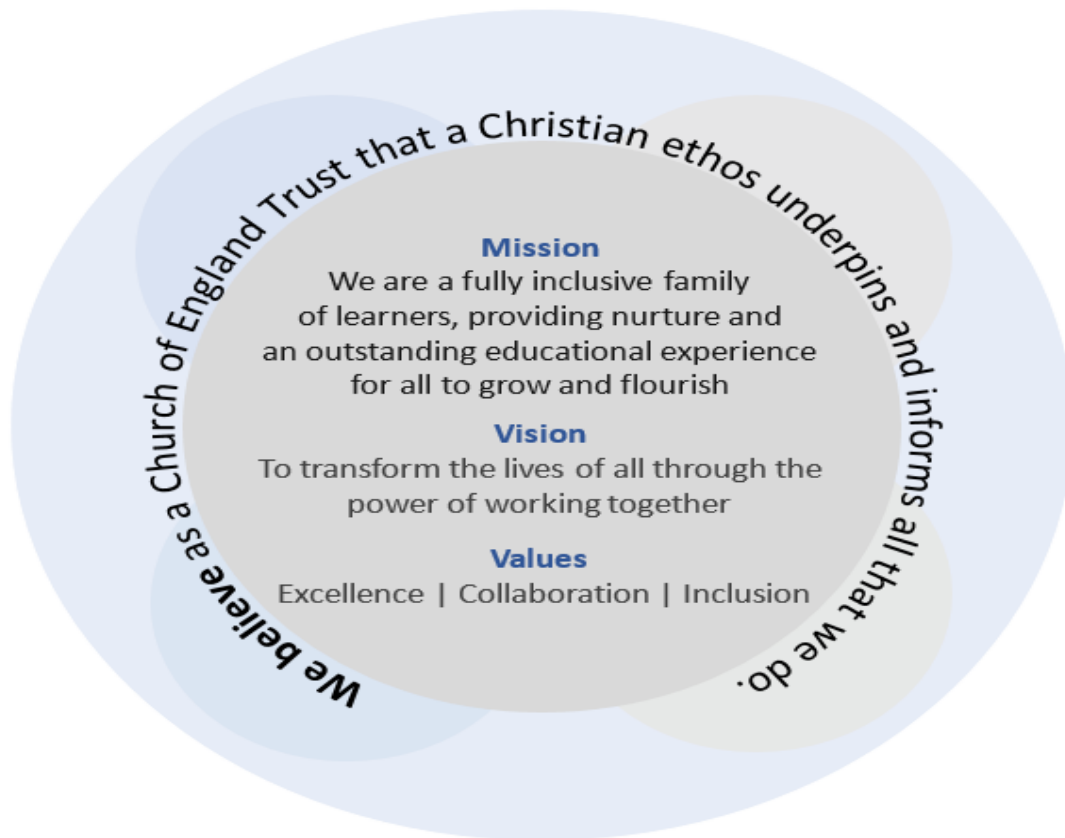 We believe as a Church of England Trust that a Christian ethos underpins and informs all that we do.
Mission
We are a fully inclusive family
of learners, providing nurture and
an outstanding educational experience
for all to grow and flourish
Vision
To transform the lives of all through the
power of working together
Values
Excellence | Collaboration | Inclusion